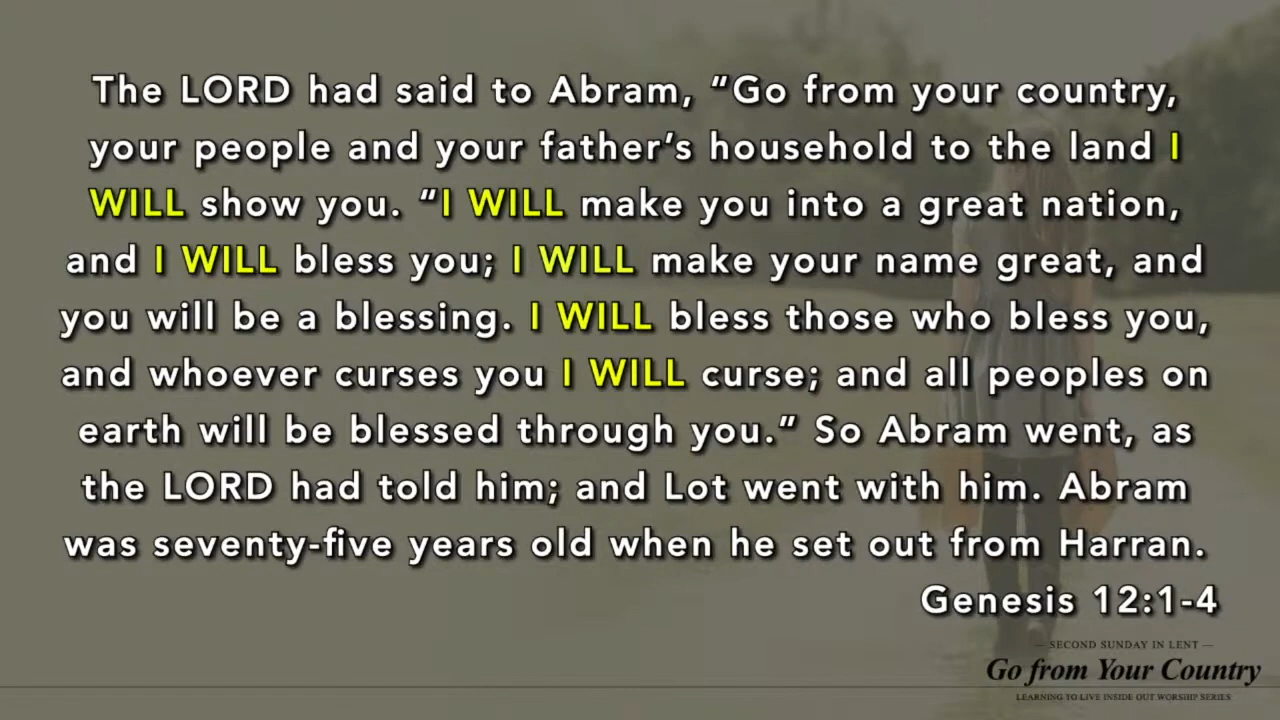 The LORD had said to Abram, “Go from your country,
your people and your father’s household to the land I
WILL show you. “I WILL make you into a great nation,
and I WILL bless you; I WILL make your name great, and
you will be a blessing. I WILL bless those who bless you,
and whoever curses you I WILL curse; and all peoples on
earth will be blessed through you.” So Abram went, as
the LORD had told him; and Lot went with him. Abram
was seventy-five years old when he set out from Harran.
Genesis 12:1-4
— SECOND SUNDAY IN LENT —
Go from Your Country
LEARNING TO LIVE INSIDE OUT WORSHIP SERIES